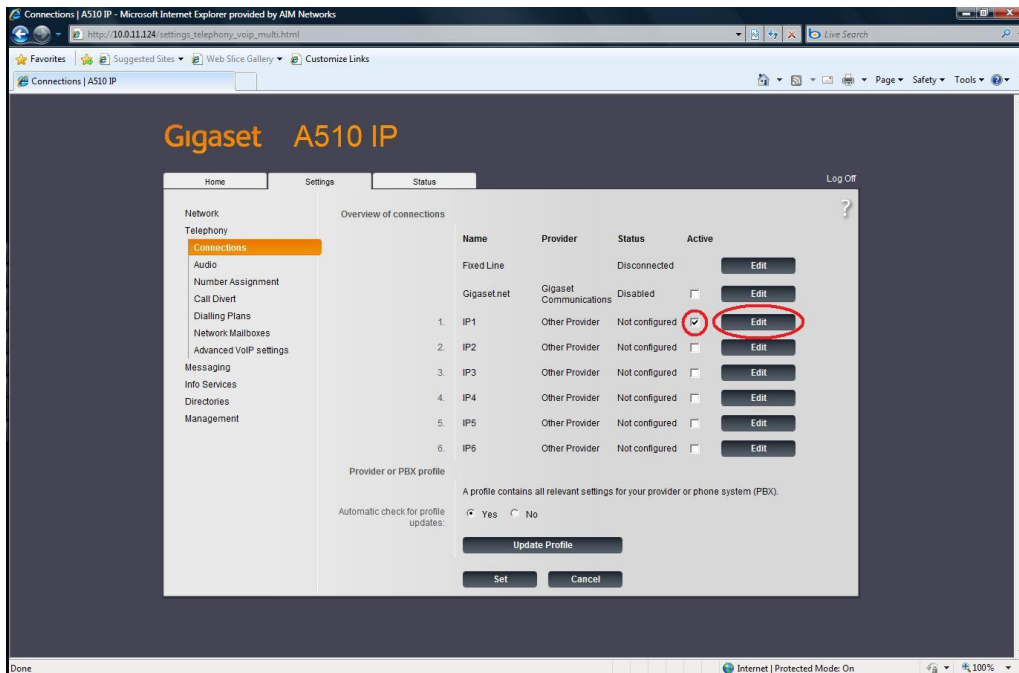 Connections | A510 IP - Microsoft Internet Explorer provided by AIM Networks
http://10.0.11.124/settings_telephony_voip_multi.html
Live Search
Favorites Suggested Sites Web Slice Gallery Customize Links
Connections | A510 IP
Page Safety Tools
Gigaset A510 IP
Home Settings Status Log Off
Network Overview of connections
Telephony
Name Provider Status Active
Connections
Audio Fixed Line Disconnected Edit
Number Assignment
Call Divert Gigaset.net Gigaset Communications Disabled Edit
Dialling Plans
1. IP1 Other Provider Not configured Edit
Network Mailboxes
Advanced VoIP settings 2. IP2 Other Provider Not configured Edit
Messaging 3. IP3 Other Provider Not configured Edit
Info Services
Directories 4. IP4 Other Provider Not configured Edit
Management 5. IP5 Other Provider Not configured Edit
6. IP6 Other Provider Not configured Edit
Provider or PBX profile
A profile contains all relevant settings for your provider or phone system (PBX).
Automatic check for profile updates: Yes No
Update Profile
Set Cancel
Done Internet | Protected Mode: On 100%